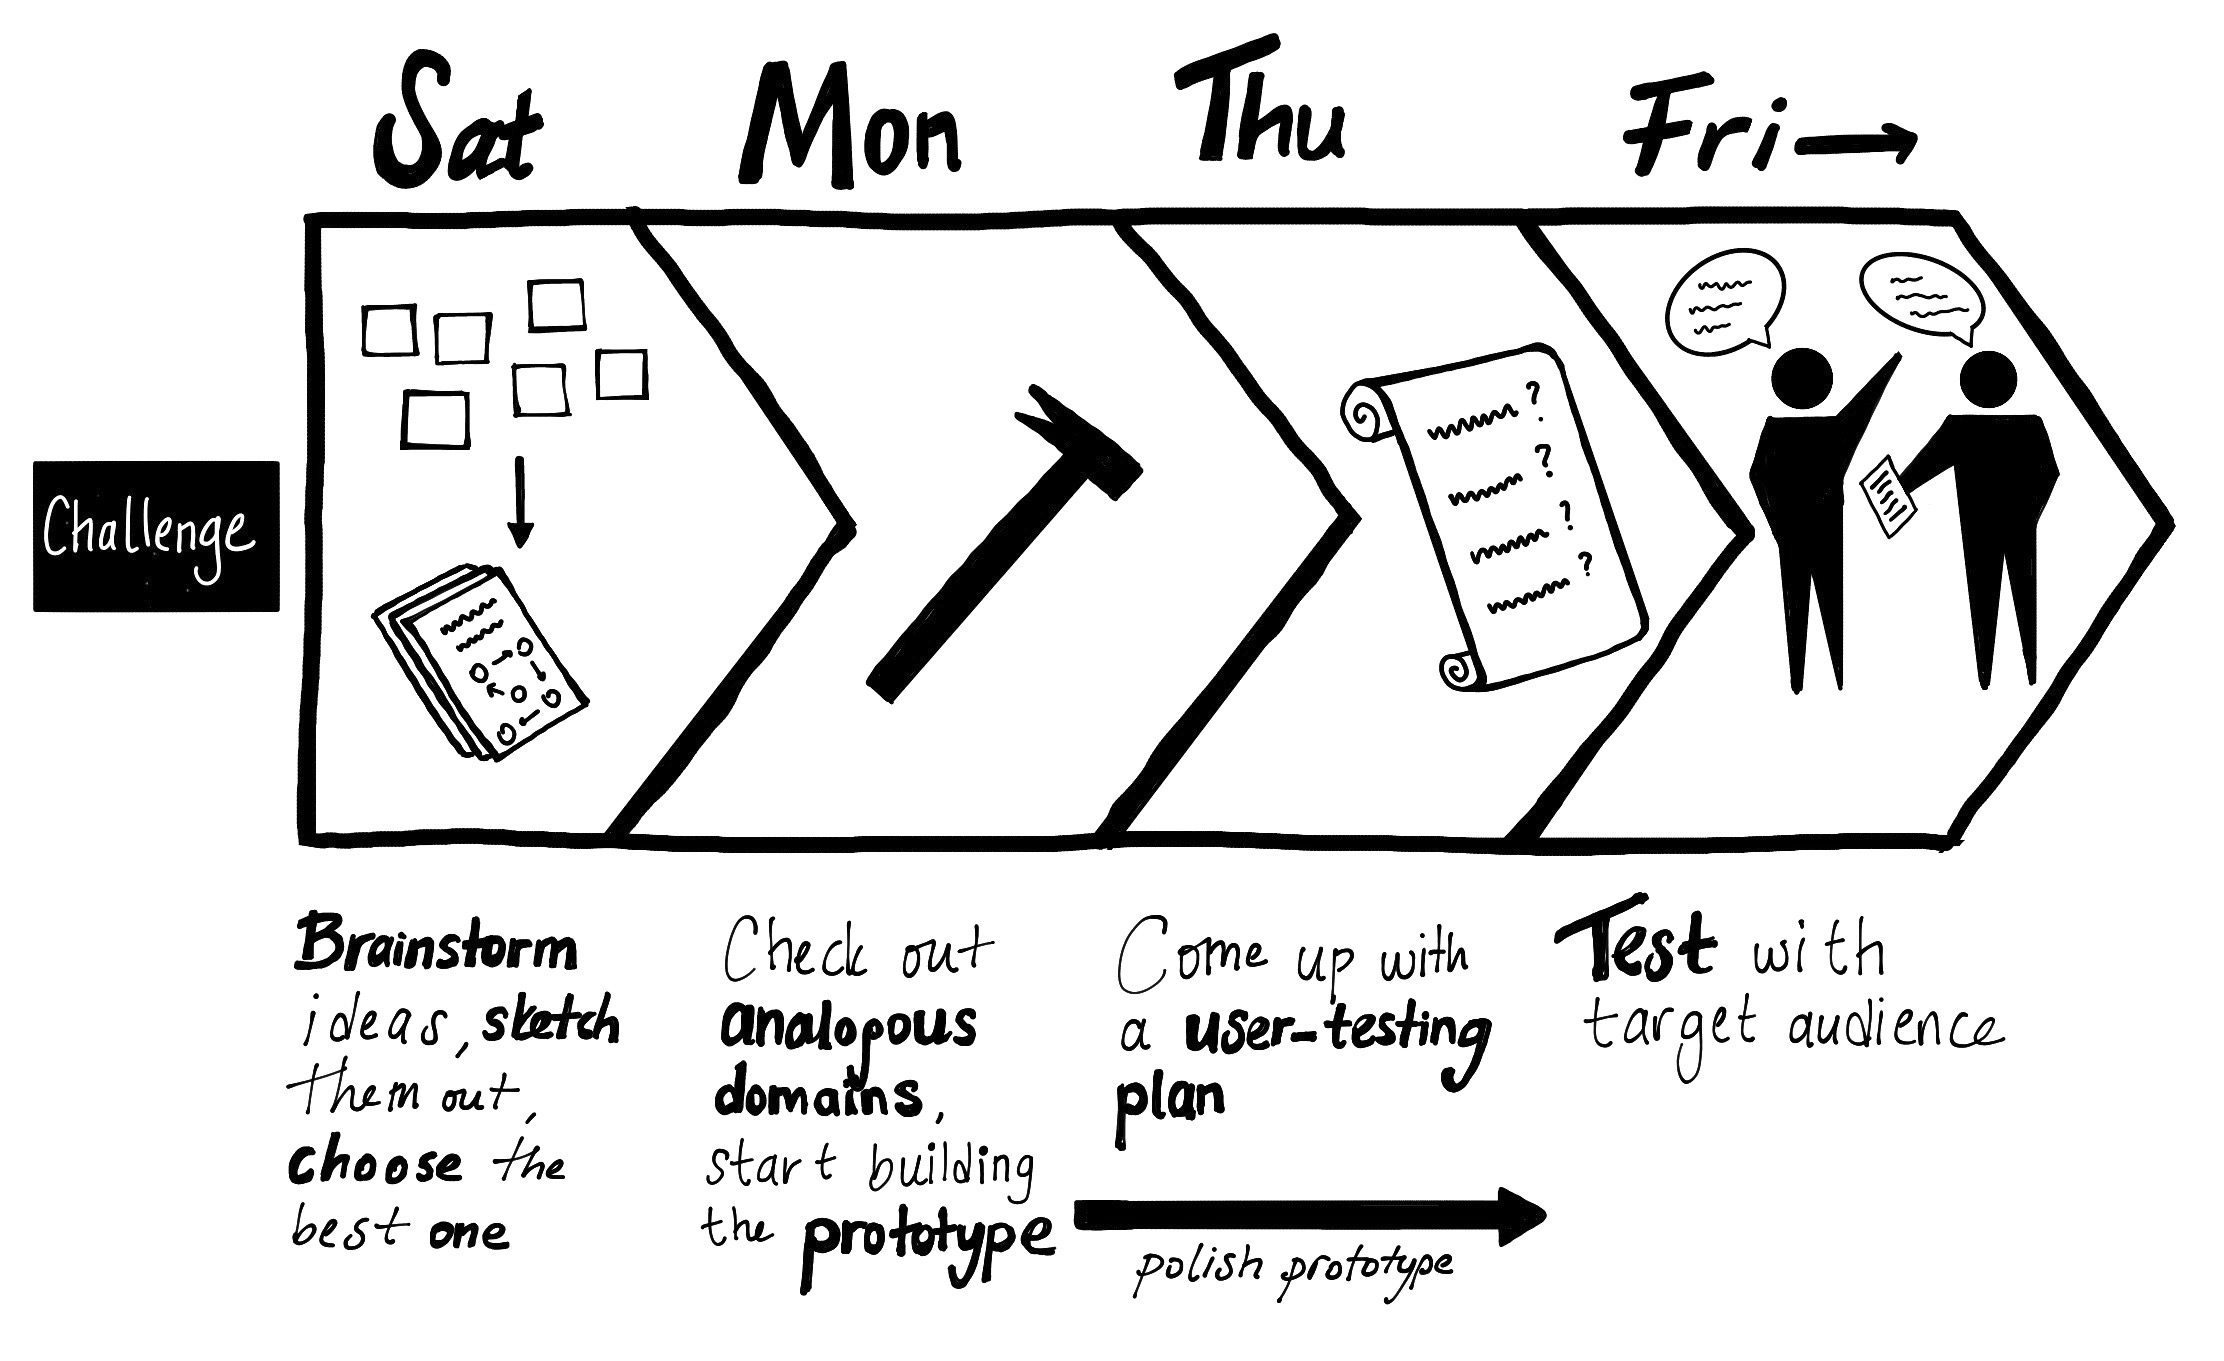 Sat
Mon
Thu
Fri→
Challenge
?
?
?
?
Brainstorm
ideas, sketch
them out,
choose the
best one
Check out
analogous
domains,
start building
the prototype
Come up with
a user-testing
plan
polish prototype
Test with
target audience